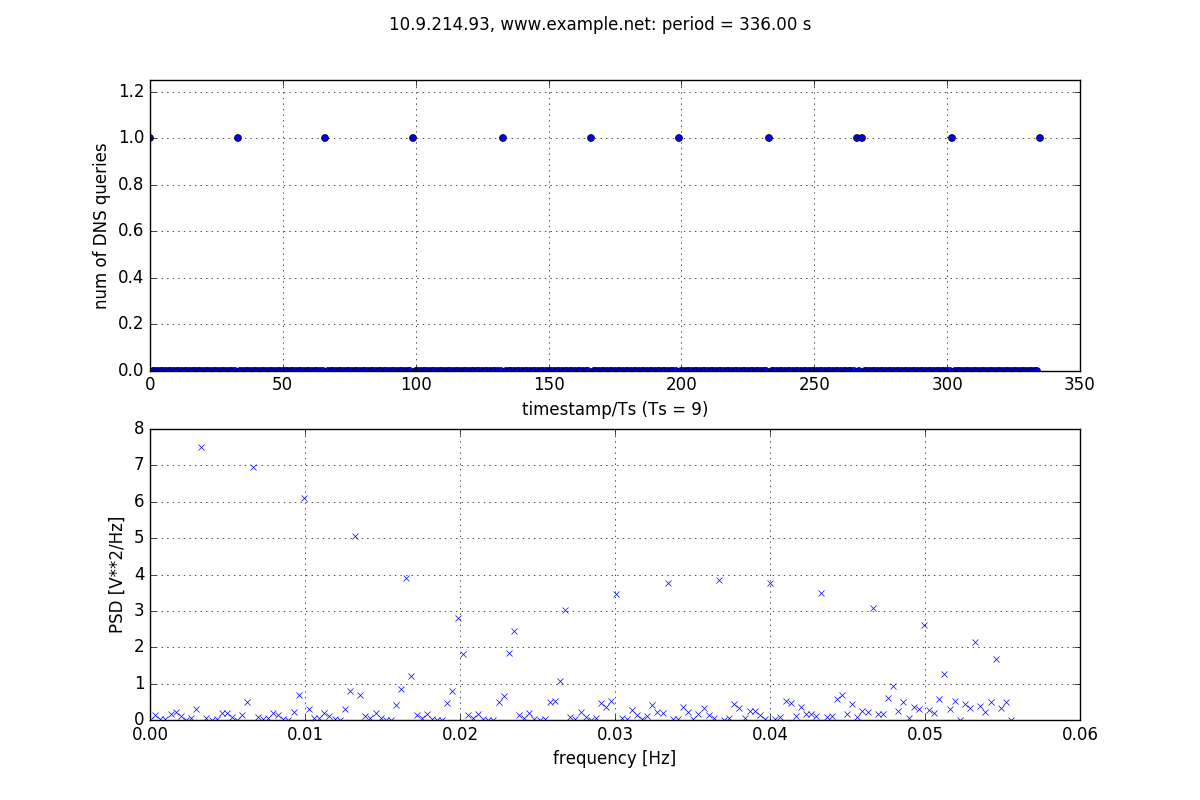 10.9.214.93, www.example.net: period = 336.00 s
1.2
1.0
0.8
0.6
0.4
0.2
0.0
num of DNS queries
0 50 100 150 200 250 300 350
timestamp/Ts (Ts = 9)
8
7
6
5
4
3
2
1
0
PSD [V**2/Hz]
0.00 0.01 0.02 0.03 0.04 0.05 0.06
frequency [Hz]